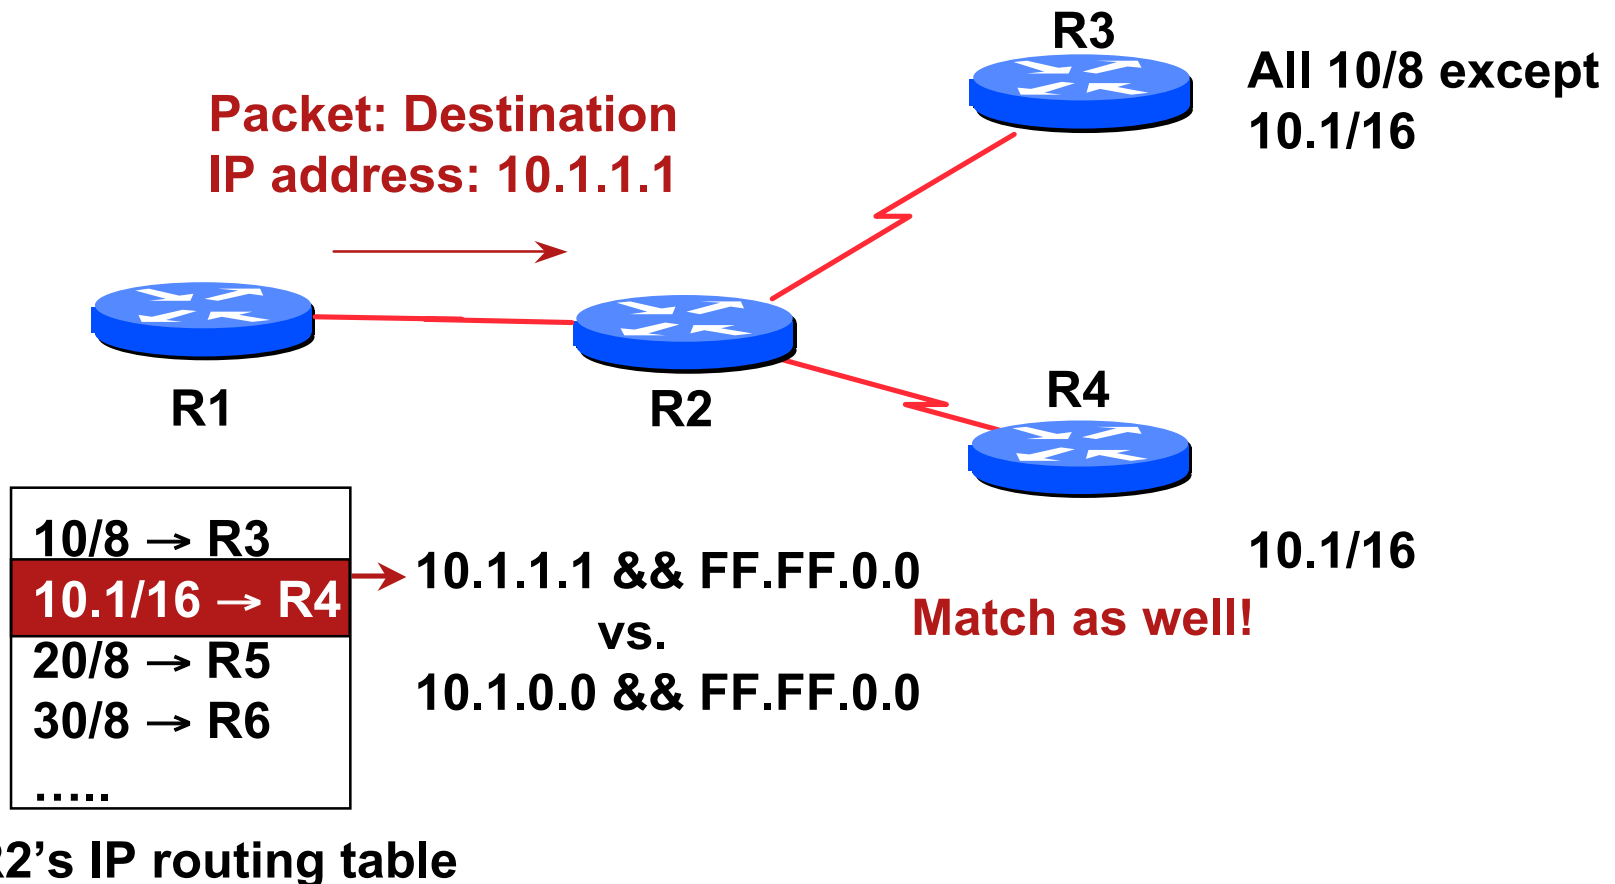 R3
All 10/8 except
10.1/16
Packet: Destination
IP address: 10.1.1.1
R1
R2
R4
10.1/16
10/8 → R3
10.1/16 → R4
20/8 → R5
30/8 → R6
…..
10.1.1.1 && FF.FF.0.0
vs.
10.1.0.0 && FF.FF.0.0
Match as well!
R2’s IP routing table